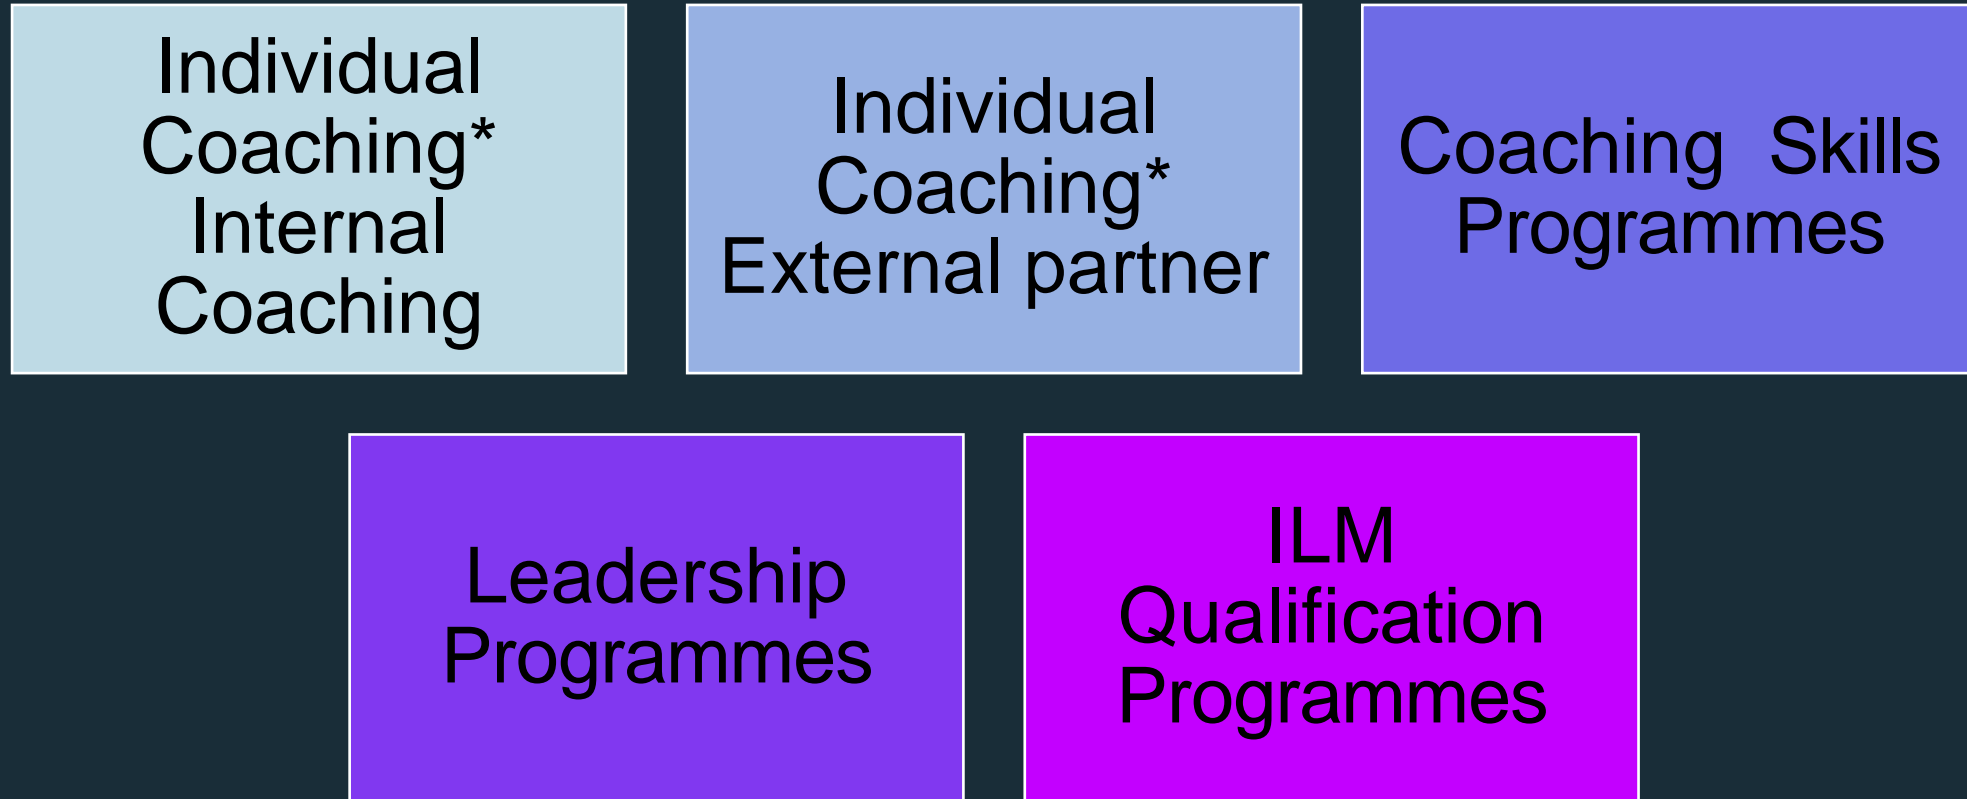 Individual
Coaching*
Internal
Coaching
Individual
Coaching*
External partner
Coaching  Skills
Programmes
Leadership
Programmes
ILM
Qualification
Programmes